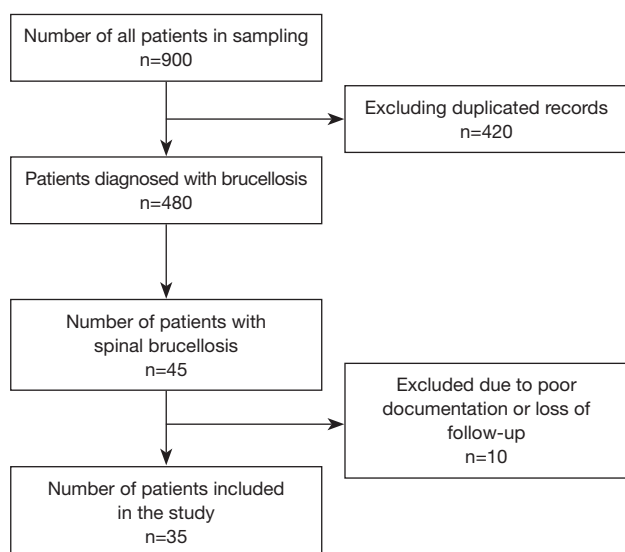 Number of all patients in sampling
n=900
Excluding duplicated records
n=420
Patients diagnosed with brucellosis
n=480
Number of patients with
spinal brucellosis
n=45
Excluded due to poor
documentation or loss of
follow-up
n=10
Number of patients included
in the study
n=35